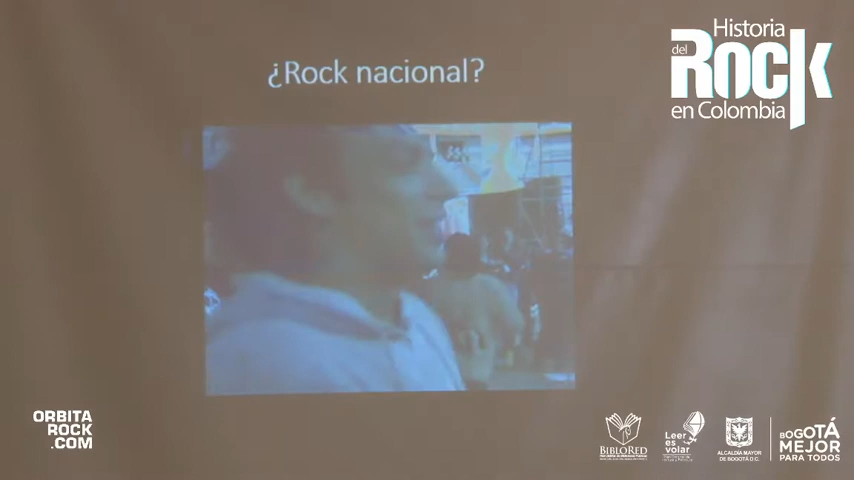 Historia
del
Rock
en Colombia
¿Rock nacional?
ORBITA
ROCK
.COM
BIBLORED
Leer
es
volar
ALCALDÍA MAYOR
DE BOGOTÁ D.C.
BOGOTÁ
MEJOR
PARA TODOS